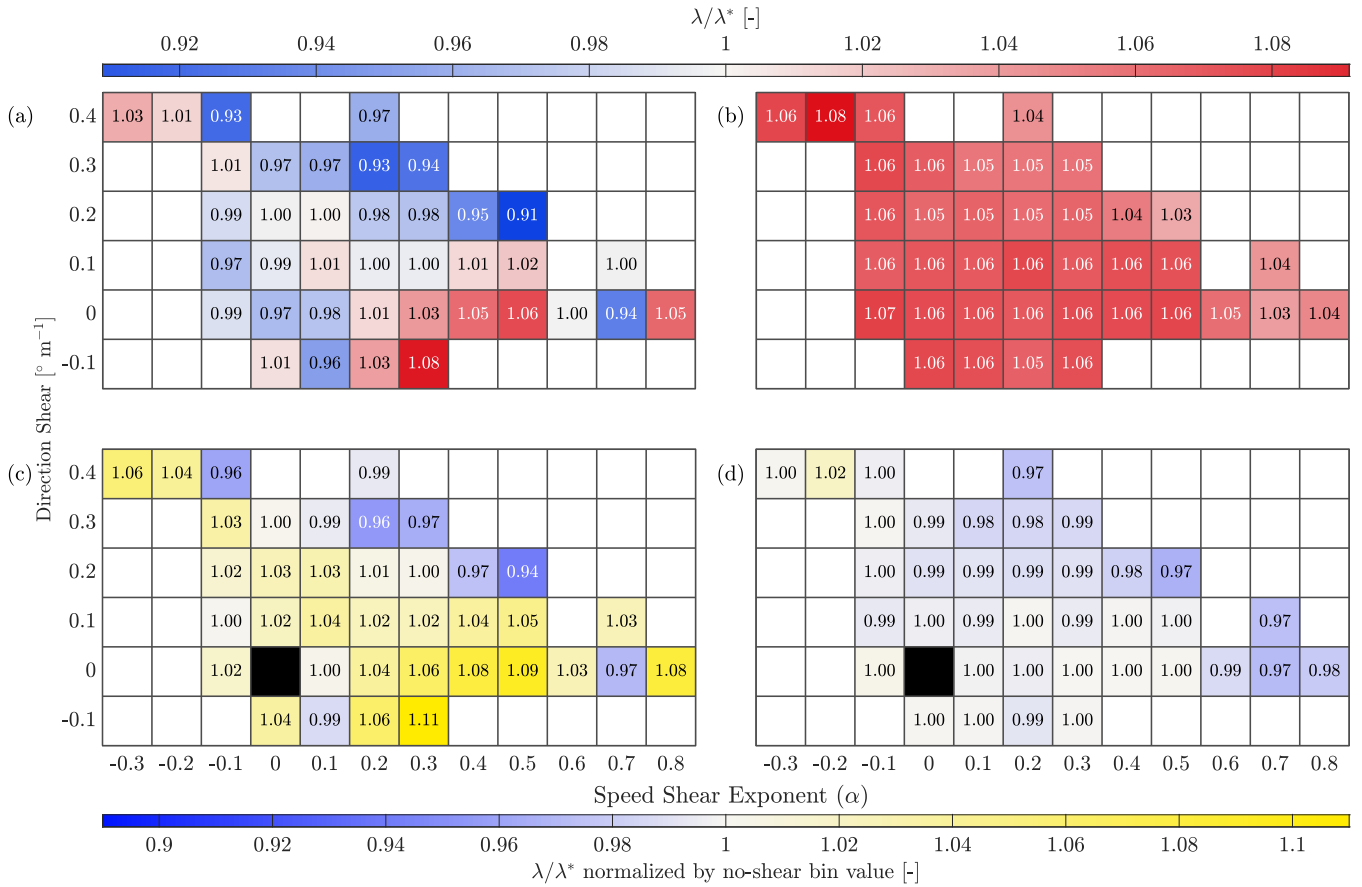 λ/λ* [-]
0.92 0.94 0.96 0.98 1 1.02 1.04 1.06 1.08
(a)
0.4 1.03 1.01 0.93 0.97
0.3 1.01 0.97 0.97 0.93 0.94
0.2 0.99 1.00 1.00 0.98 0.98 0.95 0.91
0.1 0.97 0.99 1.01 1.00 1.00 1.01 1.02 1.00
0 0.99 0.97 0.98 1.01 1.03 1.05 1.06 1.00 0.94 1.05
-0.1 1.01 0.96 1.03 1.08
(b)
1.06 1.08 1.06 1.04
1.06 1.06 1.05 1.05 1.05
1.06 1.05 1.05 1.05 1.05 1.04 1.03
1.06 1.06 1.06 1.06 1.06 1.06 1.06 1.04
1.07 1.06 1.06 1.06 1.06 1.06 1.06 1.05 1.03 1.04
1.06 1.06 1.05 1.06
Direction Shear [° m⁻¹]
(c)
0.4 1.06 1.04 0.96 0.99
0.3 1.03 1.00 0.99 0.96 0.97
0.2 1.02 1.03 1.03 1.01 1.00 0.97 0.94
0.1 1.00 1.02 1.04 1.02 1.02 1.04 1.05 1.03
0 1.02 1.00 1.04 1.06 1.08 1.09 1.03 0.97 1.08
-0.1 1.04 0.99 1.06 1.11
-0.3 -0.2 -0.1 0 0.1 0.2 0.3 0.4 0.5 0.6 0.7 0.8
(d)
1.00 1.02 1.00 0.97
1.00 0.99 0.98 0.98 0.99
1.00 0.99 0.99 0.99 0.99 0.98 0.97
0.99 1.00 0.99 1.00 0.99 1.00 1.00 0.97
1.00 1.00 1.00 1.00 1.00 1.00 0.99 0.97 0.98
1.00 1.00 0.99 1.00
-0.3 -0.2 -0.1 0 0.1 0.2 0.3 0.4 0.5 0.6 0.7 0.8
Speed Shear Exponent (α)
0.9 0.92 0.94 0.96 0.98 1 1.02 1.04 1.06 1.08 1.1
λ/λ* normalized by no-shear bin value [-]